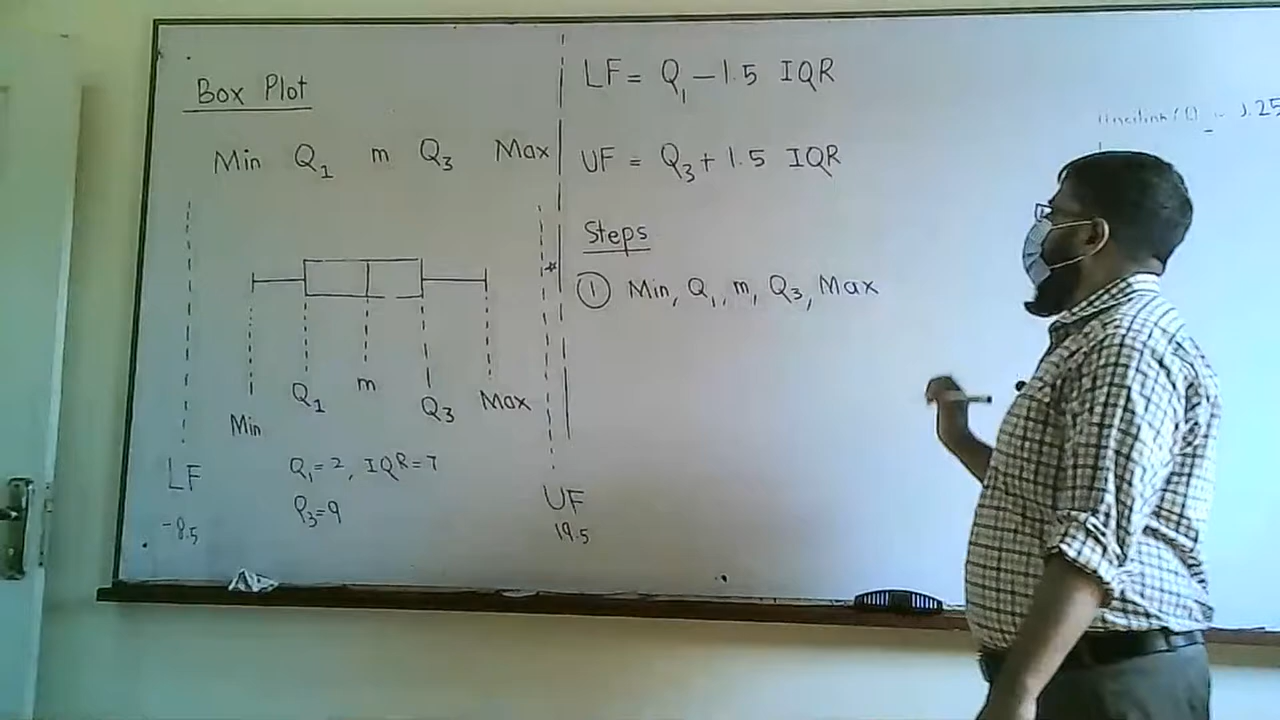 Box Plot
Min Q1 m Q3 Max
Min
Q1
m
Q3
Max
LF
-8.5
Q1=2, IQR=7
Q3=9
UF
19.5
LF = Q1 - 1.5 IQR
UF = Q3 + 1.5 IQR
Steps
① Min, Q1, m, Q3, Max